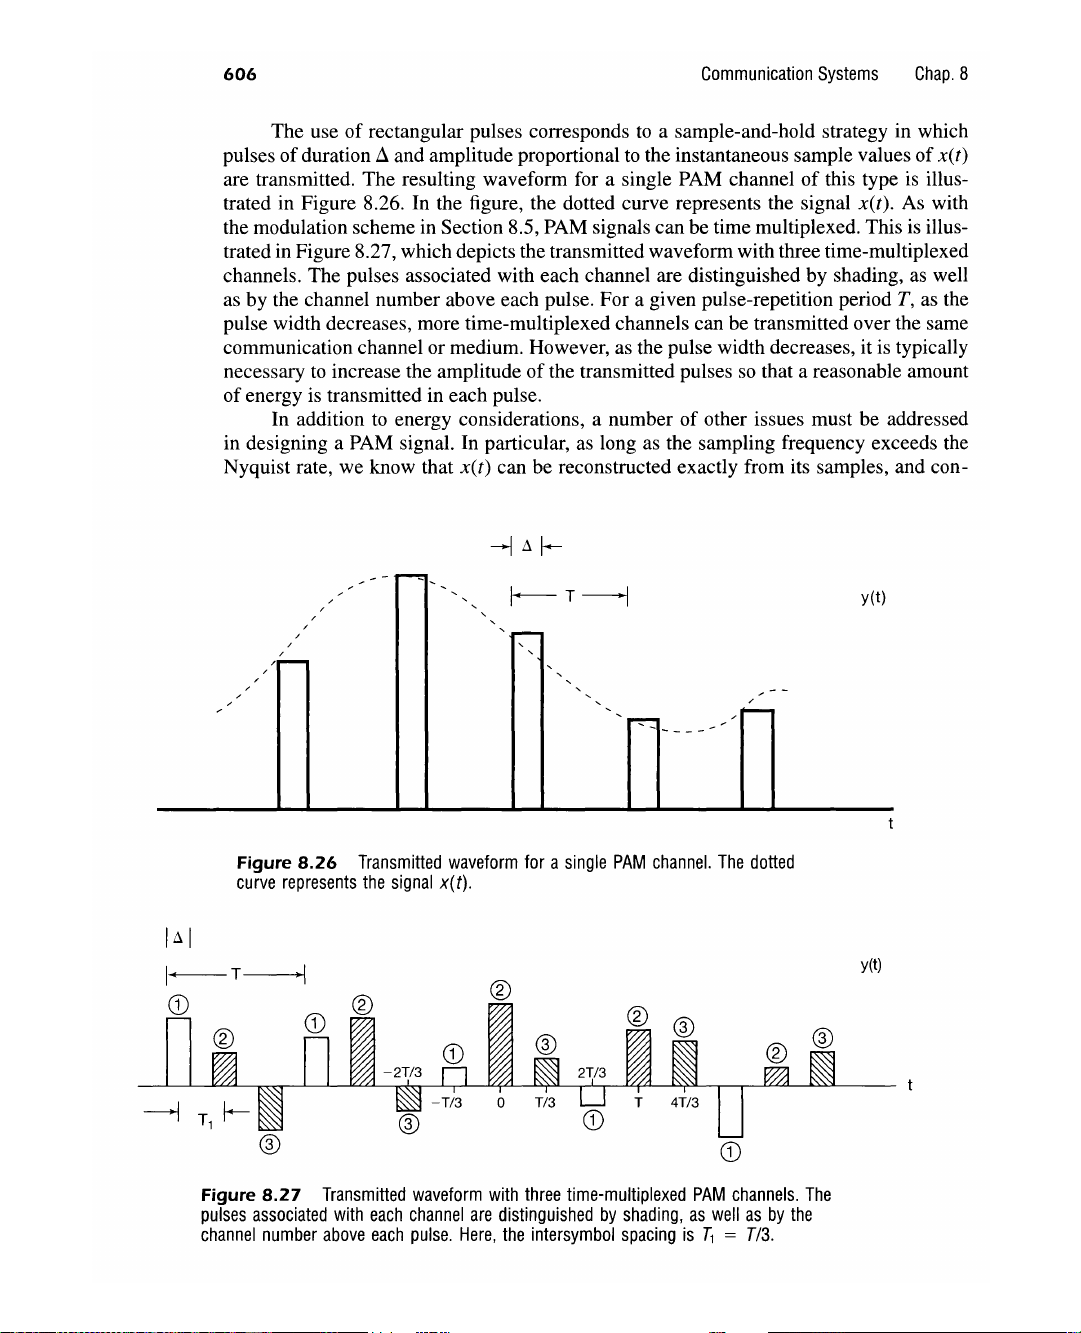 606 Communication Systems Chap. 8
The use of rectangular pulses corresponds to a sample-and-hold strategy in which
pulses of duration Δ and amplitude proportional to the instantaneous sample values of x(t)
are transmitted. The resulting waveform for a single PAM channel of this type is illus-
trated in Figure 8.26. In the figure, the dotted curve represents the signal x(t). As with
the modulation scheme in Section 8.5, PAM signals can be time multiplexed. This is illus-
trated in Figure 8.27, which depicts the transmitted waveform with three time-multiplexed
channels. The pulses associated with each channel are distinguished by shading, as well
as by the channel number above each pulse. For a given pulse-repetition period T, as the
pulse width decreases, more time-multiplexed channels can be transmitted over the same
communication channel or medium. However, as the pulse width decreases, it is typically
necessary to increase the amplitude of the transmitted pulses so that a reasonable amount
of energy is transmitted in each pulse.
In addition to energy considerations, a number of other issues must be addressed
in designing a PAM signal. In particular, as long as the sampling frequency exceeds the
Nyquist rate, we know that x(t) can be reconstructed exactly from its samples, and con-
Δ
T
y(t)
t
Figure 8.26 Transmitted waveform for a single PAM channel. The dotted
curve represents the signal x(t).
Δ
T
y(t)
① ② ③ ① ② ③ ① ② ③ ① ② ③ ① ② ③
-2T/3 -T/3 0 T/3 2T/3 T 4T/3
t
T₁
Figure 8.27 Transmitted waveform with three time-multiplexed PAM channels. The
pulses associated with each channel are distinguished by shading, as well as by the
channel number above each pulse. Here, the intersymbol spacing is T₁ = T/3.